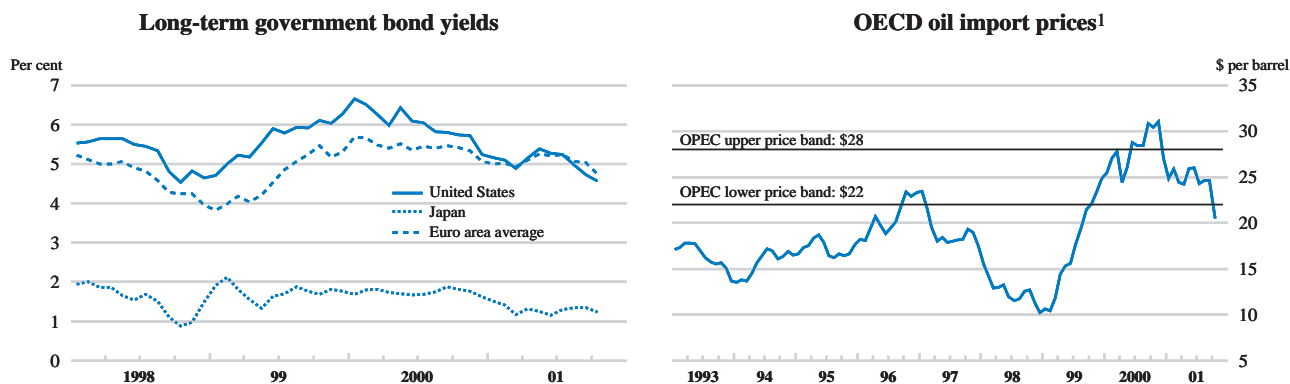 Long-term government bond yields
Per cent
7
6
5
4
3
2
1
0
United States
Japan
Euro area average
1998 99 2000 01
OECD oil import prices1
$ per barrel
35
30
25
20
15
10
5
OPEC upper price band: $28
OPEC lower price band: $22
1993 94 95 96 97 98 99 2000 01